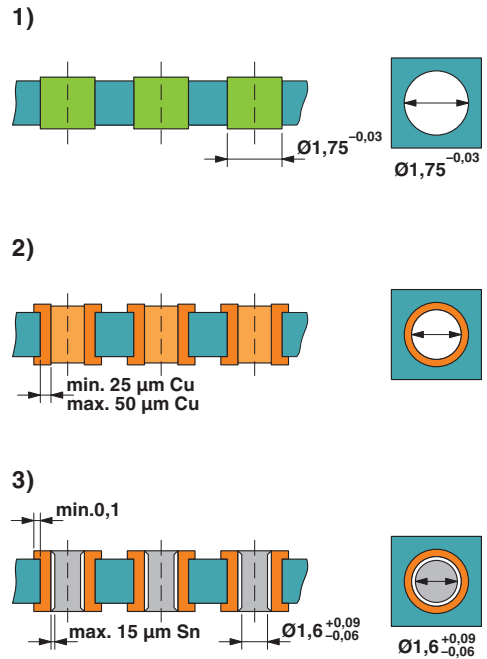 1)
Ø1,75 −0,03
Ø1,75 −0,03
2)
min. 25 µm Cu
max. 50 µm Cu
3)
min.0,1
max. 15 µm Sn
Ø1,6 +0,09 −0,06
Ø1,6 +0,09 −0,06